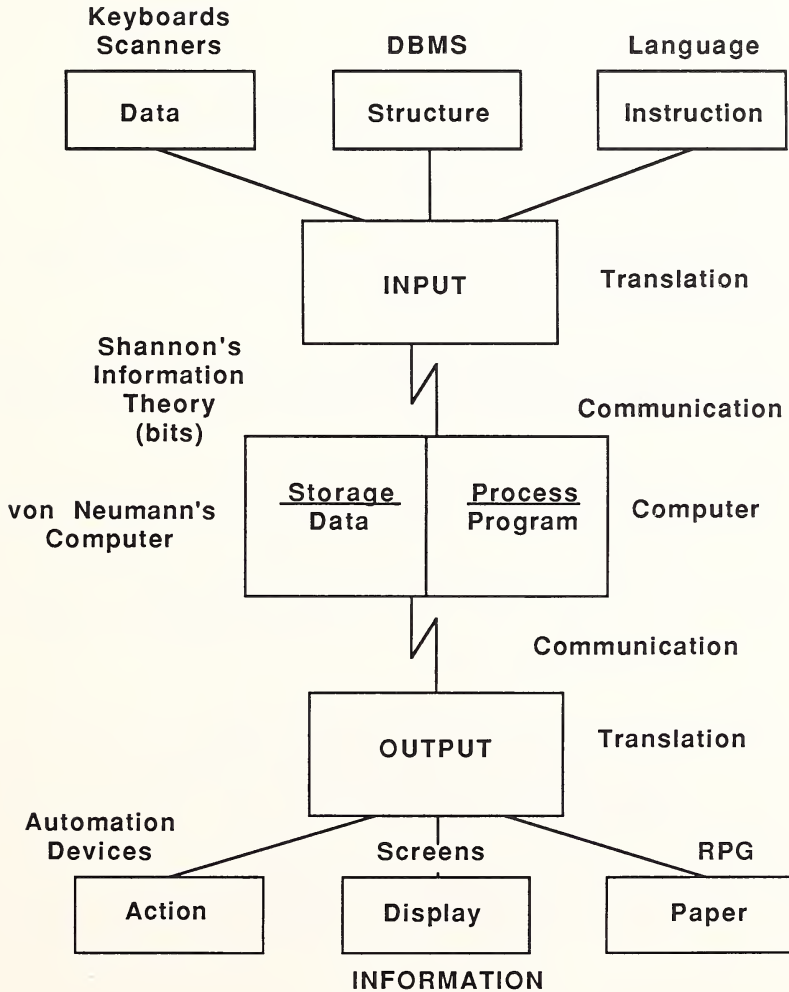 Keyboards
Scanners
DBMS
Language
Data
Structure
Instruction
INPUT
Translation
Shannon's
Information
Theory
(bits)
Communication
von Neumann's
Computer
Storage
Data
Process
Program
Computer
Communication
OUTPUT
Translation
Automation
Devices
Screens
RPG
Action
Display
Paper
INFORMATION